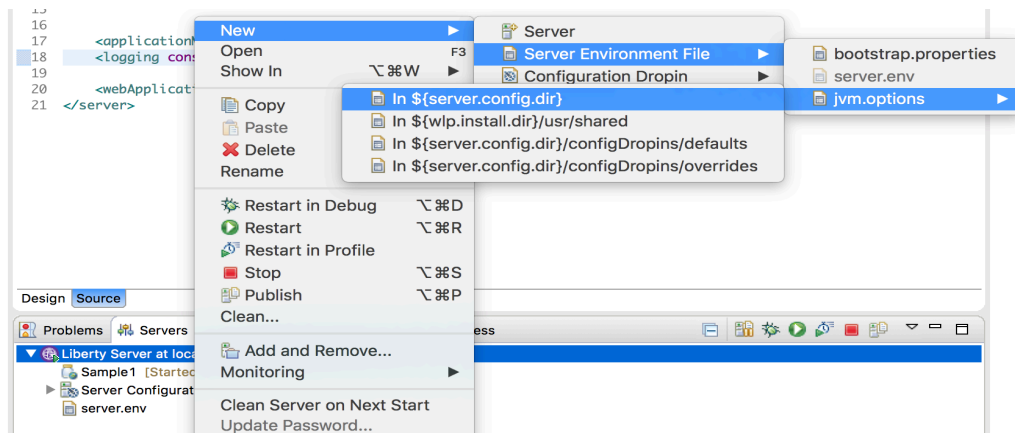 16
17 <application
18 <logging cons
19
20 <webApplicat
21 </server>
New
Open F3
Show In ⌥⌘W
Copy
Paste
Delete
Rename
Restart in Debug ⌥⌘D
Restart ⌥⌘R
Restart in Profile
Stop ⌥⌘S
Publish ⌥⌘P
Clean...
Add and Remove...
Monitoring
Clean Server on Next Start
Update Password...
Server
Server Environment File
Configuration Dropin
bootstrap.properties
server.env
jvm.options
In ${server.config.dir}
In ${wlp.install.dir}/usr/shared
In ${server.config.dir}/configDropins/defaults
In ${server.config.dir}/configDropins/overrides
Design Source
Problems Servers ess
Liberty Server at loca
Sample1 [Started
Server Configurat
server.env